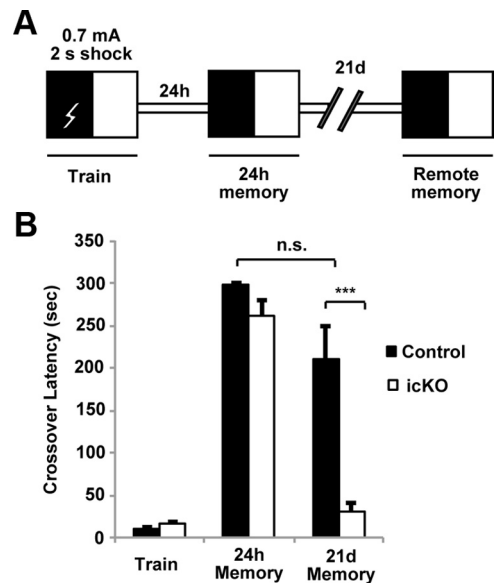 A
0.7 mA
2 s shock
24h
21d
Train
24h
memory
Remote
memory
B
Crossover Latency (sec)
350
300
250
200
150
100
50
0
n.s.
***
Control
icKO
Train
24h
Memory
21d
Memory